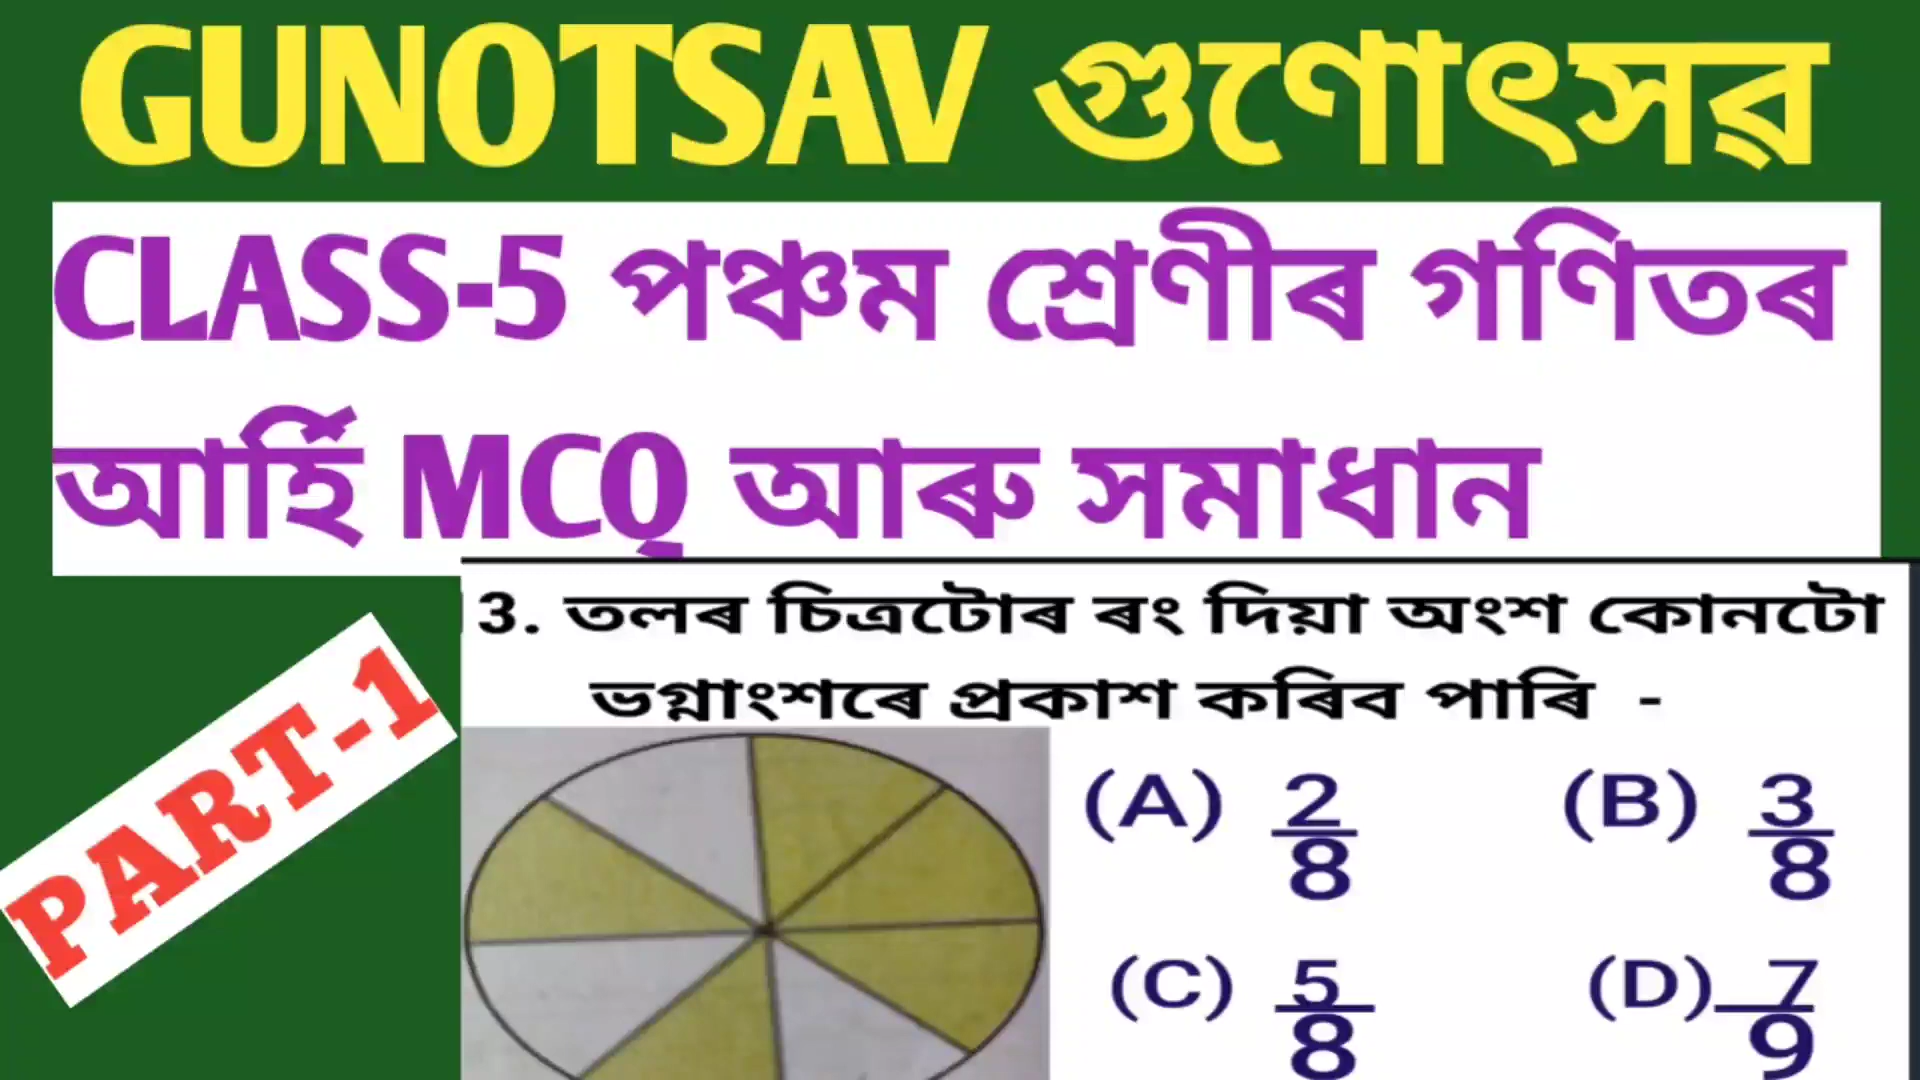 GUNOTSAV গুণোৎসৱ
CLASS-5 পঞ্চম শ্ৰেণীৰ গণিতৰ
আৰ্হি MCQ আৰু সমাধান
PART-1
3. তলৰ চিত্ৰটোৰ ৰং দিয়া অংশ কোনটো
ভগ্নাংশৰে প্ৰকাশ কৰিব পাৰি -
(A) 2/8 (B) 3/8
(C) 5/8 (D) 7/9